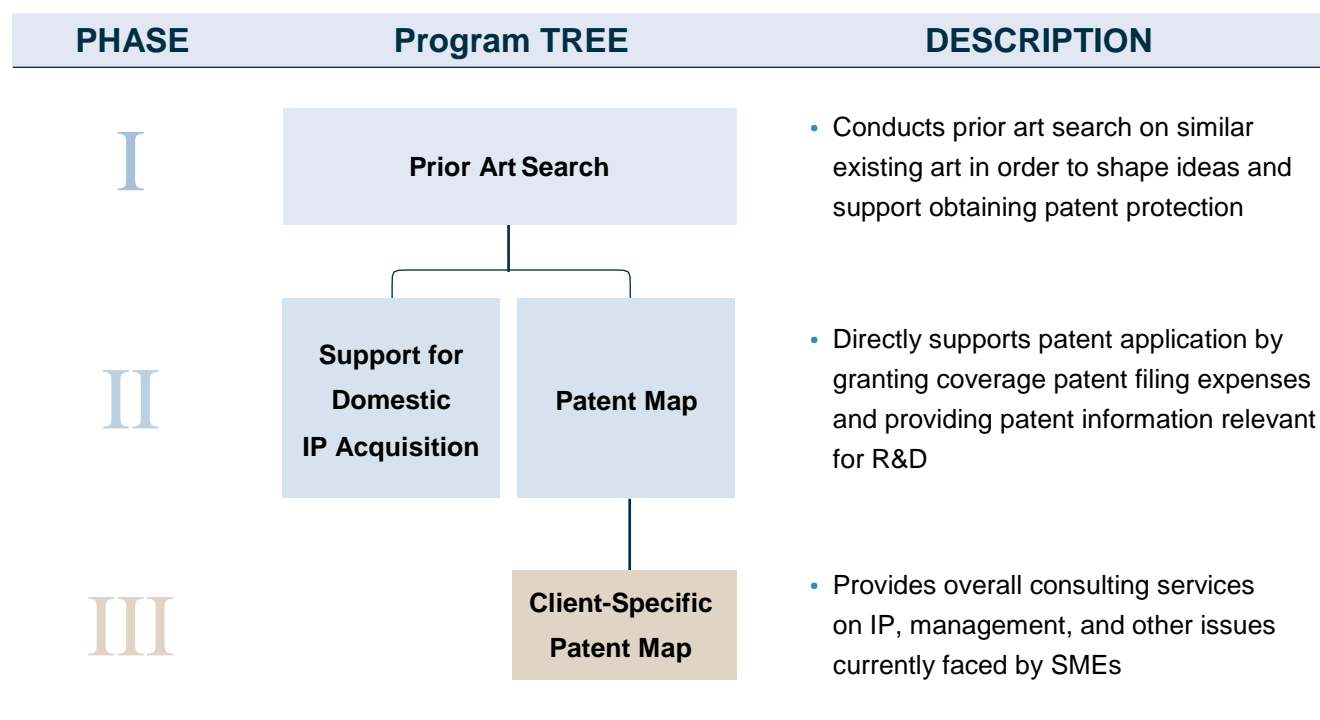 PHASE Program TREE DESCRIPTION
I
Prior Art Search
• Conducts prior art search on similar
existing art in order to shape ideas and
support obtaining patent protection
II
Support for
Domestic
IP Acquisition
Patent Map
• Directly supports patent application by
granting coverage patent filing expenses
and providing patent information relevant
for R&D
III
Client-Specific
Patent Map
• Provides overall consulting services
on IP, management, and other issues
currently faced by SMEs